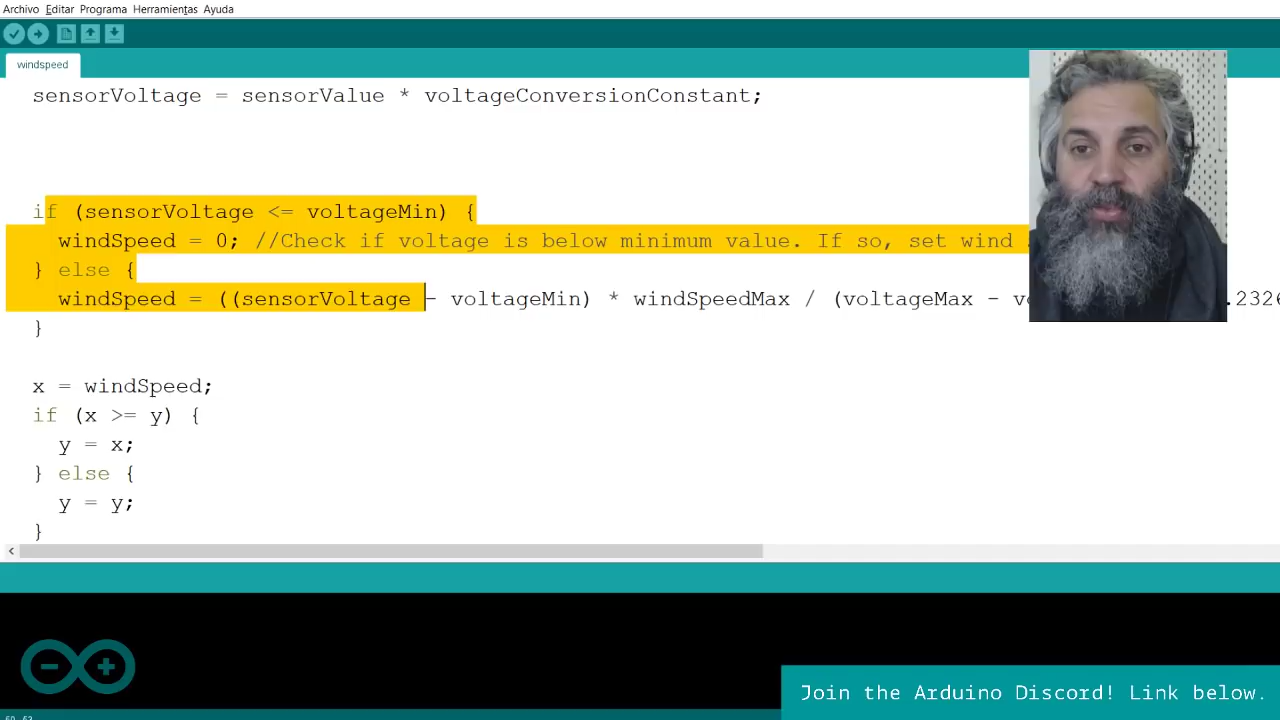 Archivo Editar Programa Herramientas Ayuda
windspeed
sensorVoltage = sensorValue * voltageConversionConstant;
if (sensorVoltage <= voltageMin) {
windSpeed = 0; //Check if voltage is below minimum value. If so, set wind
} else {
windSpeed = ((sensorVoltage - voltageMin) * windSpeedMax / (voltageMax -
}
x = windSpeed;
if (x >= y) {
y = x;
} else {
y = y;
}
Join the Arduino Discord! Link below.